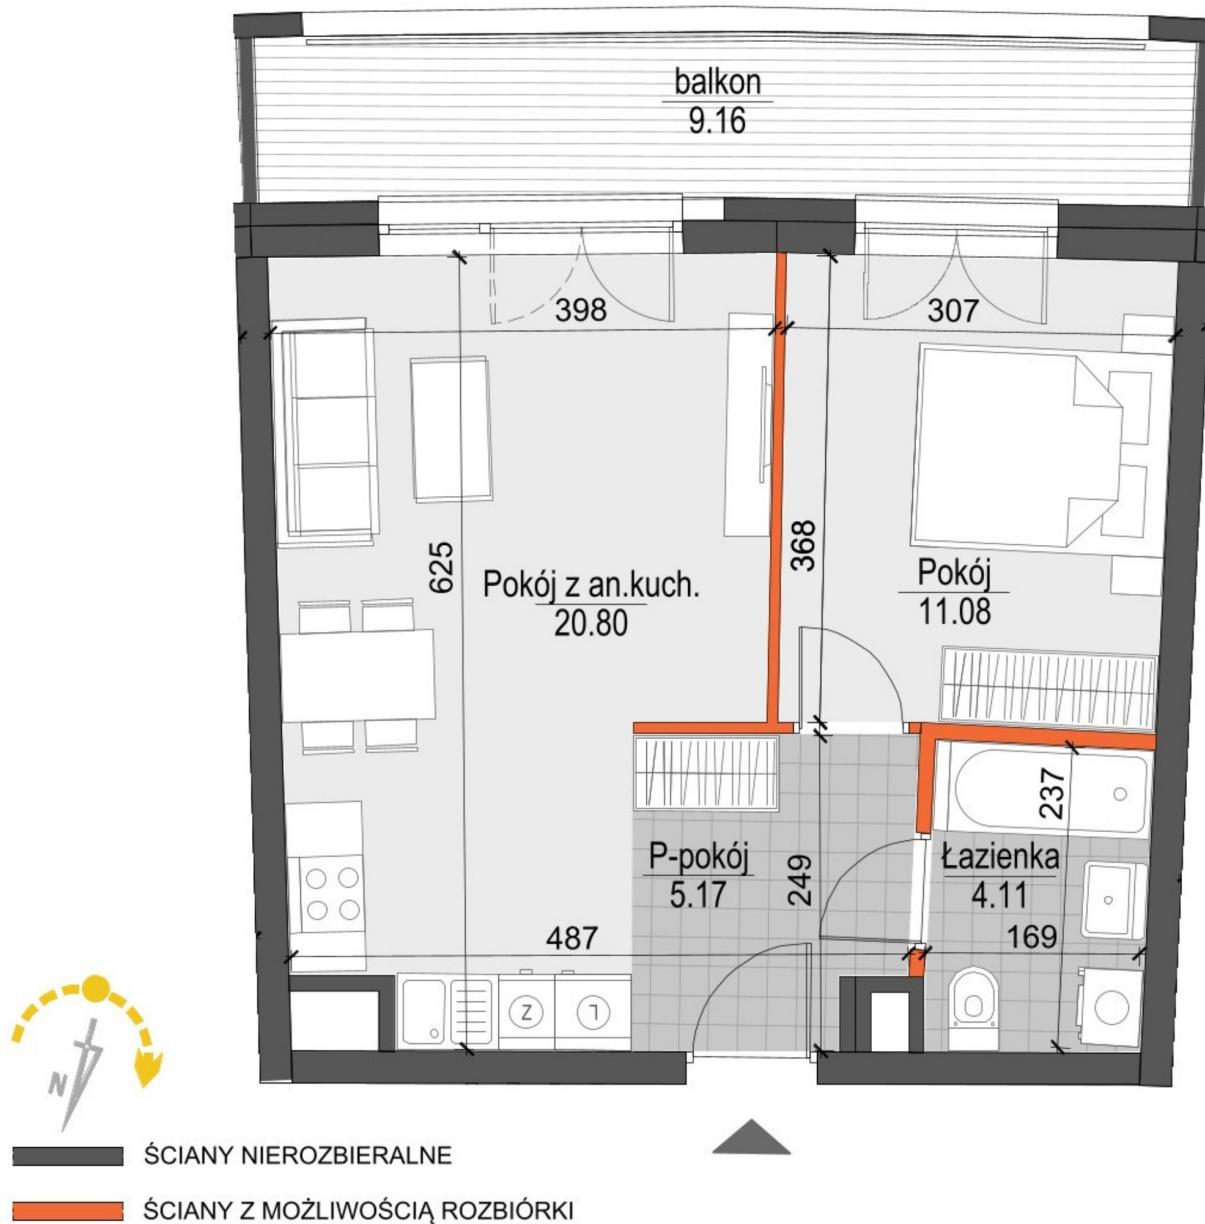 balkon
9.16
398
307
625
368
Pokój z an.kuch.
20.80
Pokój
11.08
237
P-pokój
5.17
249
Łazienka
4.11
487
169
Z
L
N
ŚCIANY NIEROZBIERALNE
ŚCIANY Z MOŻLIWOŚCIĄ ROZBIÓRKI